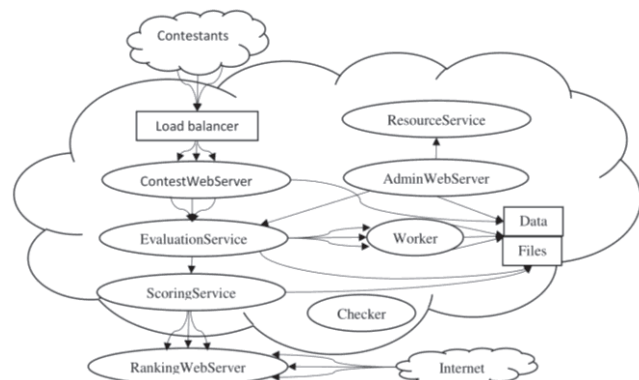 Contestants
Load balancer
ResourceService
ContestWebServer
AdminWebServer
Data
EvaluationService
Worker
Files
ScoringService
Checker
RankingWebServer
Internet